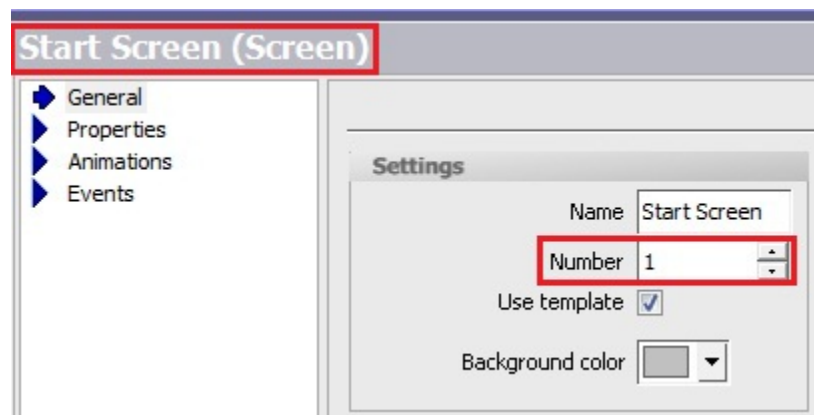 Start Screen (Screen)
General
Properties
Animations
Events
Settings
Name Start Screen
Number 1
Use template
Background color